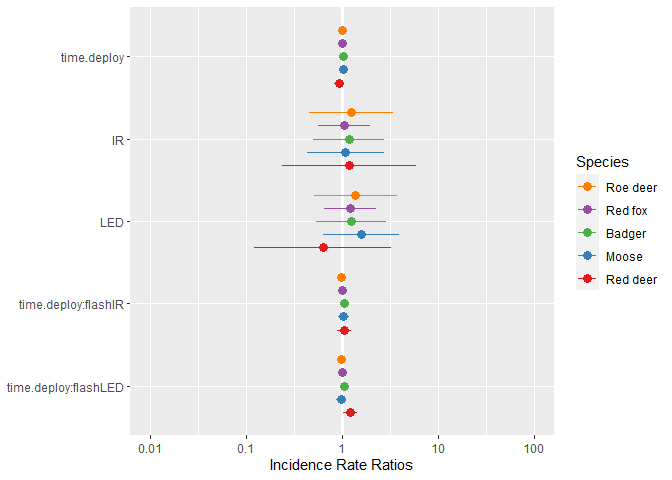 time.deploy
IR
LED
time.deploy:flashIR
time.deploy:flashLED
0.01
0.1
1
10
100
Incidence Rate Ratios
Species
Roe deer
Red fox
Badger
Moose
Red deer